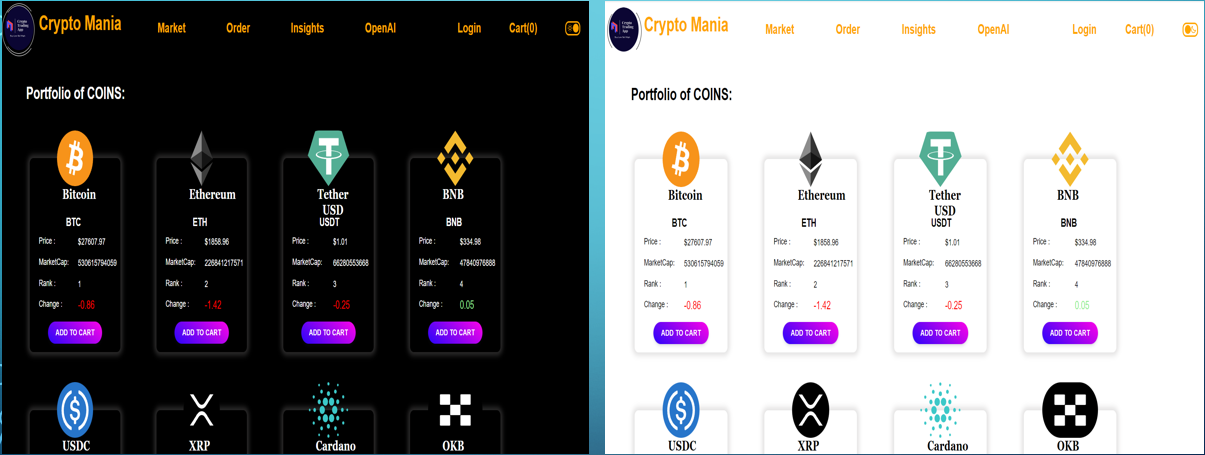 Crypto Mania Market Order Insights OpenAI Login Cart(0)
Portfolio of COINS:
Bitcoin Ethereum Tether USD BNB
BTC ETH USDT BNB
Price : $27607.97 Price : $1858.96 Price : $1.01 Price : $334.98
MarketCap: 530615794059 MarketCap: 226841217571 MarketCap: 66280553668 MarketCap: 47840976888
Rank : 1 Rank : 2 Rank : 3 Rank : 4
Change : -0.86 Change : -1.42 Change : -0.25 Change : 0.05
ADD TO CART ADD TO CART ADD TO CART ADD TO CART
USDC XRP Cardano OKB
Crypto Mania Market Order Insights OpenAI Login Cart(0)
Portfolio of COINS:
Bitcoin Ethereum Tether USD BNB
BTC ETH USDT BNB
Price : $27607.97 Price : $1858.96 Price : $1.01 Price : $334.98
MarketCap: 530615794059 MarketCap: 226841217571 MarketCap: 66280553668 MarketCap: 47840976888
Rank : 1 Rank : 2 Rank : 3 Rank : 4
Change : -0.86 Change : -1.42 Change : -0.25 Change : 0.05
ADD TO CART ADD TO CART ADD TO CART ADD TO CART
USDC XRP Cardano OKB